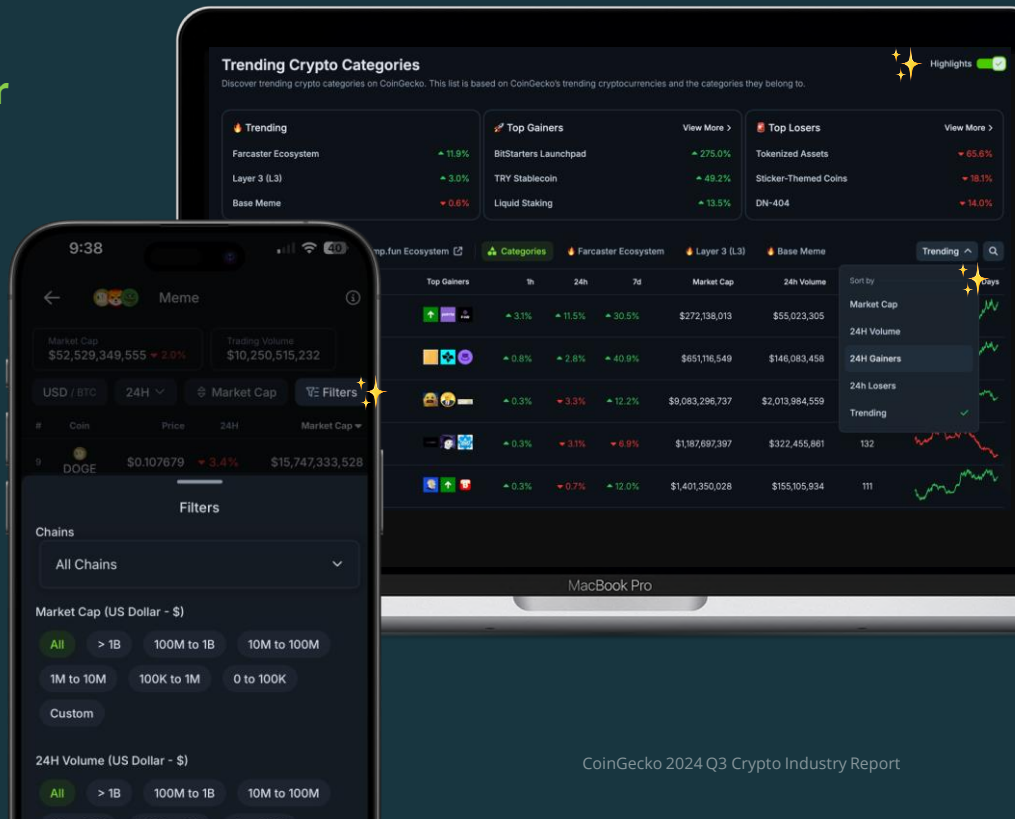 r
Trending Crypto Categories
Highlights
Discover trending crypto categories on CoinGecko. This list is based on CoinGecko's trending cryptocurrencies and the categories they belong to.
Trending
Farcaster Ecosystem 11.9%
Layer 3 (L3) 3.0%
Base Meme 0.6%
Top Gainers View More >
BitStarters Launchpad 275.0%
TRY Stablecoin 49.2%
Liquid Staking 13.5%
Top Losers View More >
Tokenized Assets 65.6%
Sticker-Themed Coins 18.1%
DN-404 14.0%
mp.fun Ecosystem Categories Farcaster Ecosystem Layer 3 (L3) Base Meme Trending
Top Gainers 1h 24h 7d Market Cap 24h Volume Days
3.1% 11.5% 30.5% $272,138,013 $55,023,305
0.8% 2.8% 40.9% $651,116,549 $146,083,458
0.3% 3.3% 12.2% $9,083,296,737 $2,013,984,559
0.3% 3.1% 6.9% $1,187,697,397 $322,455,861 132
0.3% 0.7% 12.0% $1,401,350,028 $155,105,934 111
Sort by
Market Cap
24H Volume
24H Gainers
24h Losers
Trending
MacBook Pro
9:38 40
Meme
Market Cap
$52,529,349,555 2.0%
Trading Volume
$10,250,515,232
USD / BTC 24H Market Cap Filters
# Coin Price 24H Market Cap
9 DOGE $0.107679 3.4% $15,747,333,528
Filters
Chains
All Chains
Market Cap (US Dollar - $)
All > 1B 100M to 1B 10M to 100M
1M to 10M 100K to 1M 0 to 100K
Custom
24H Volume (US Dollar - $)
All > 1B 100M to 1B 10M to 100M
CoinGecko 2024 Q3 Crypto Industry Report